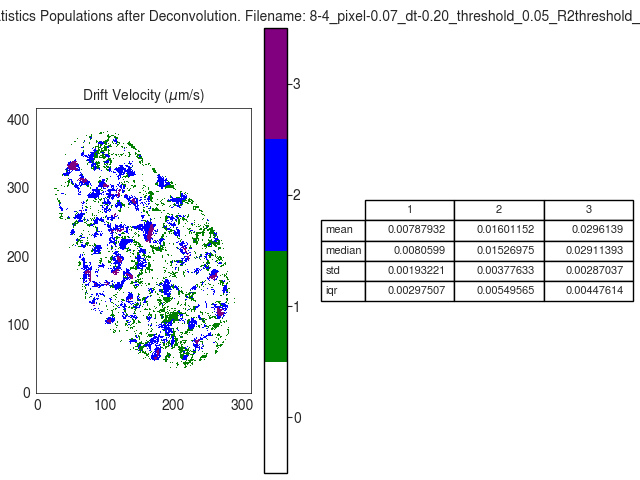 tistics Populations after Deconvolution. Filename: 8-4_pixel-0.07_dt-0.20_threshold_0.05_R2threshold_
Drift Velocity (μm/s)
400
300
200
100
0
0 100 200 300
3
2
1
0
1 2 3
mean 0.00787932 0.01601152 0.0296139
median 0.0080599 0.01526975 0.02911393
std 0.00193221 0.00377633 0.00287037
iqr 0.00297507 0.00549565 0.00447614